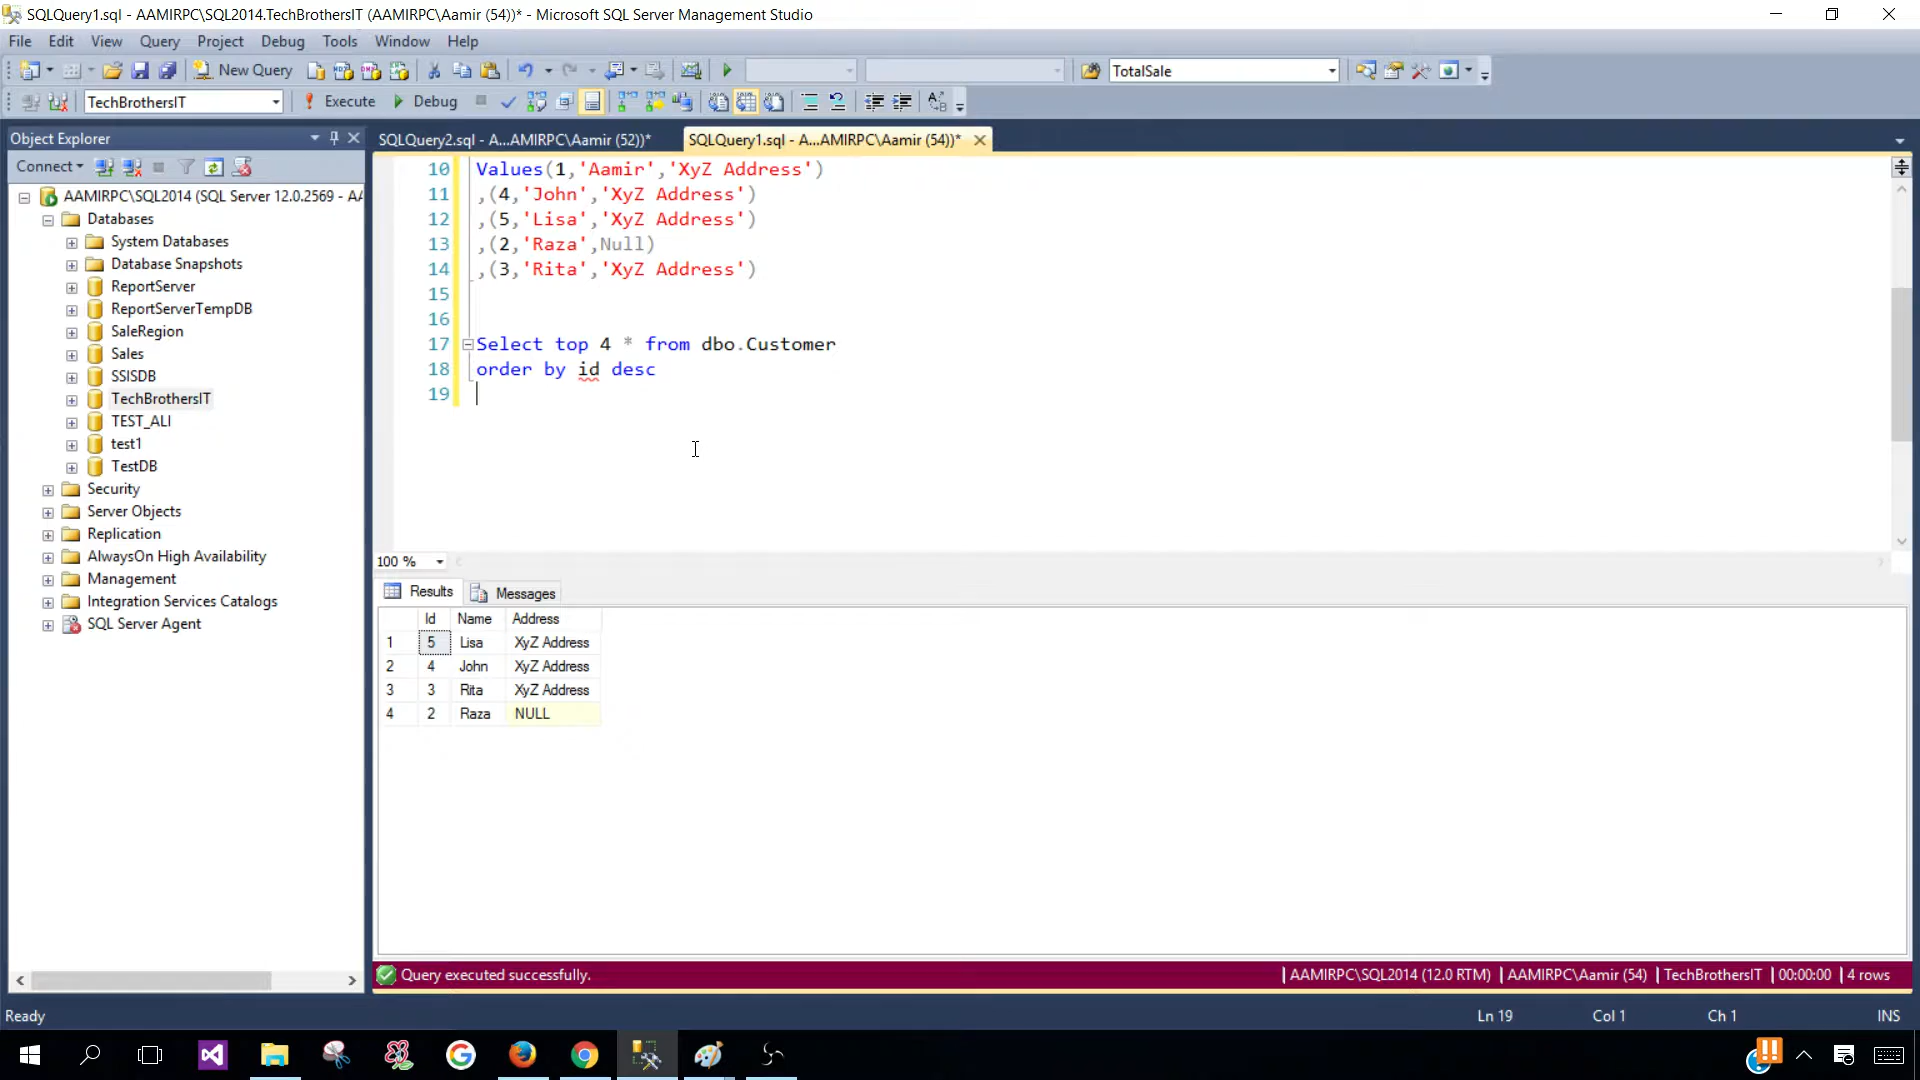 SQLQuery1.sql - AAMIRPC\SQL2014.TechBrothersIT (AAMIRPC\Aamir (54))* - Microsoft SQL Server Management Studio
File Edit View Query Project Debug Tools Window Help
New Query TotalSale
TechBrothersIT Execute Debug
Object Explorer
SQLQuery2.sql - A...AMIRPC\Aamir (52))* SQLQuery1.sql - A...AMIRPC\Aamir (54))*
Connect
AAMIRPC\SQL2014 (SQL Server 12.0.2569 - AA
Databases
System Databases
Database Snapshots
ReportServer
ReportServerTempDB
SaleRegion
Sales
SSISDB
TechBrothersIT
TEST_ALI
test1
TestDB
Security
Server Objects
Replication
AlwaysOn High Availability
Management
Integration Services Catalogs
SQL Server Agent
10 Values(1,'Aamir','XyZ Address')
11 ,(4,'John','XyZ Address')
12 ,(5,'Lisa','XyZ Address')
13 ,(2,'Raza',Null)
14 ,(3,'Rita','XyZ Address')
15
16
17 Select top 4 * from dbo.Customer
18 order by id desc
19
100 %
Results Messages
Id Name Address
1 5 Lisa XyZ Address
2 4 John XyZ Address
3 3 Rita XyZ Address
4 2 Raza NULL
Query executed successfully. AAMIRPC\SQL2014 (12.0 RTM) AAMIRPC\Aamir (54) TechBrothersIT 00:00:00 4 rows
Ready Ln 19 Col 1 Ch 1 INS